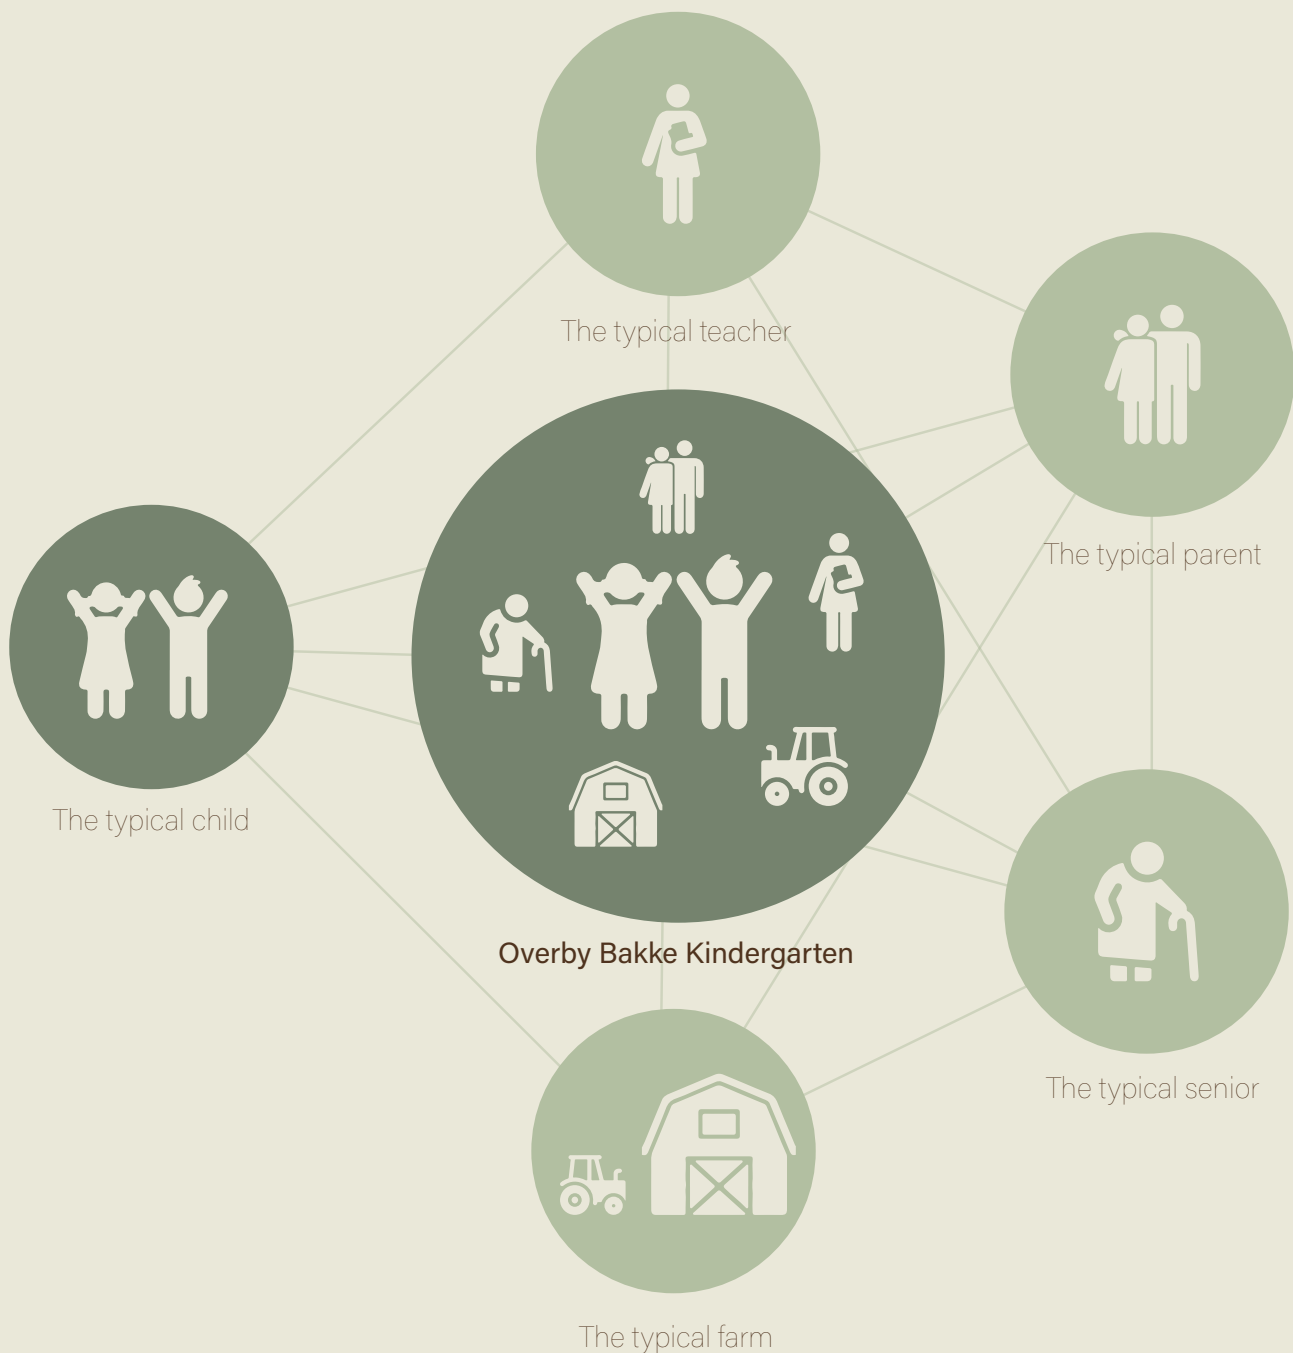 The typical teacher
The typical parent
The typical child
Overby Bakke Kindergarten
The typical senior
The typical farm